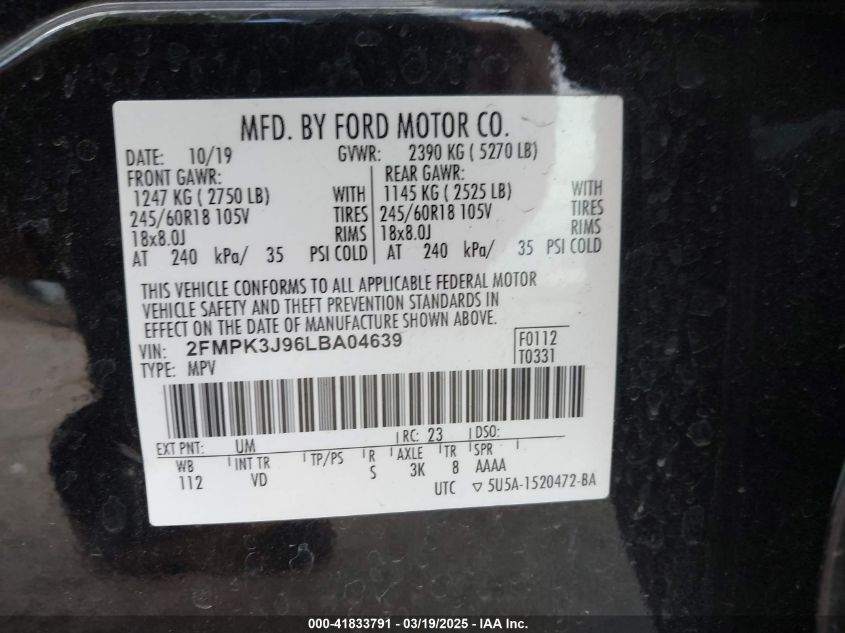 MFD. BY FORD MOTOR CO.
DATE: 10/19 GVWR: 2390 KG ( 5270 LB)
FRONT GAWR: REAR GAWR:
1247 KG ( 2750 LB) WITH 1145 KG ( 2525 LB) WITH
245/60R18 105V TIRES 245/60R18 105V TIRES
18x8.0J RIMS 18x8.0J RIMS
AT 240 kPa/ 35 PSI COLD AT 240 kPa/ 35 PSI COLD
THIS VEHICLE CONFORMS TO ALL APPLICABLE FEDERAL MOTOR
VEHICLE SAFETY AND THEFT PREVENTION STANDARDS IN
EFFECT ON THE DATE OF MANUFACTURE SHOWN ABOVE.
VIN: 2FMPK3J96LBA04639 F0112
TYPE: MPV T0331
EXT PNT: UM RC: 23 DSO:
WB INT TR TP/PS R AXLE TR SPR
112 VD S 3K 8 AAAA
UTC ▽ 5U5A-1520472-BA
000-41833791 - 03/19/2025 - IAA Inc.